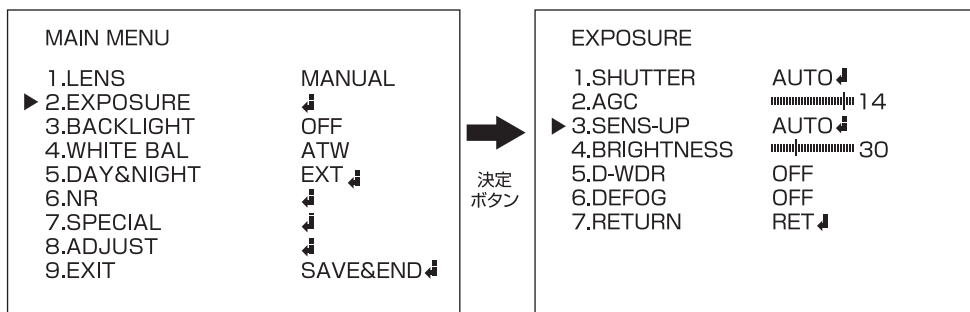 MAIN MENU
1.LENS MANUAL
▶ 2.EXPOSURE ↲
3.BACKLIGHT OFF
4.WHITE BAL ATW
5.DAY&NIGHT EXT ↲
6.NR ↲
7.SPECIAL ↲
8.ADJUST ↲
9.EXIT SAVE&END↲
決定
ボタン
EXPOSURE
1.SHUTTER AUTO↲
2.AGC 14
▶ 3.SENS-UP AUTO↲
4.BRIGHTNESS 30
5.D-WDR OFF
6.DEFOG OFF
7.RETURN RET↲